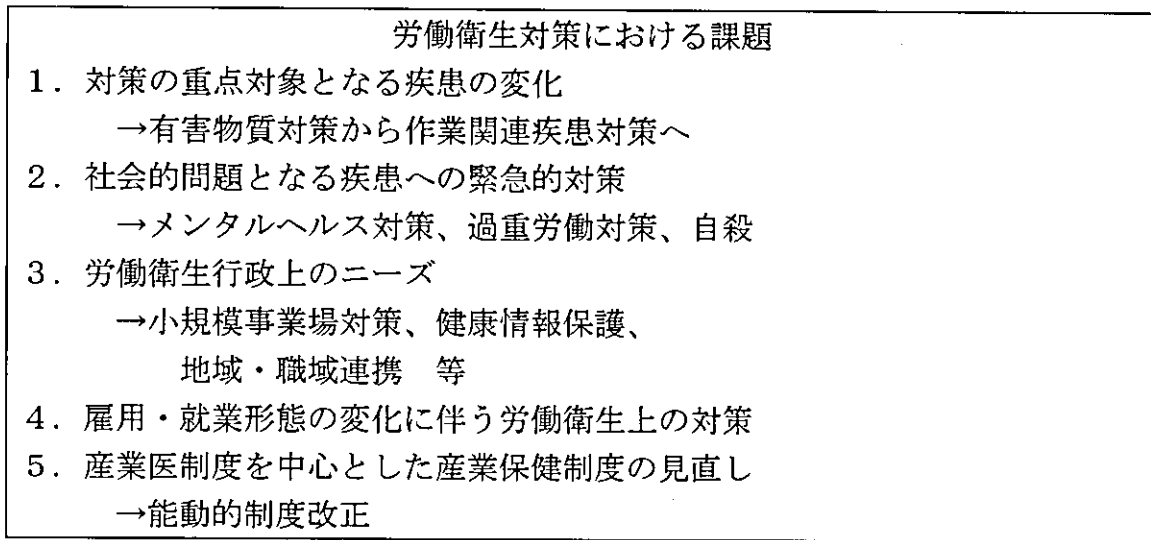 労働衛生対策における課題
1．対策の重点対象となる疾患の変化
→有害物質対策から作業関連疾患対策へ
2．社会的問題となる疾患への緊急的対策
→メンタルヘルス対策、過重労働対策、自殺
3．労働衛生行政上のニーズ
→小規模事業場対策、健康情報保護、
地域・職域連携　等
4．雇用・就業形態の変化に伴う労働衛生上の対策
5．産業医制度を中心とした産業保健制度の見直し
→能動的制度改正